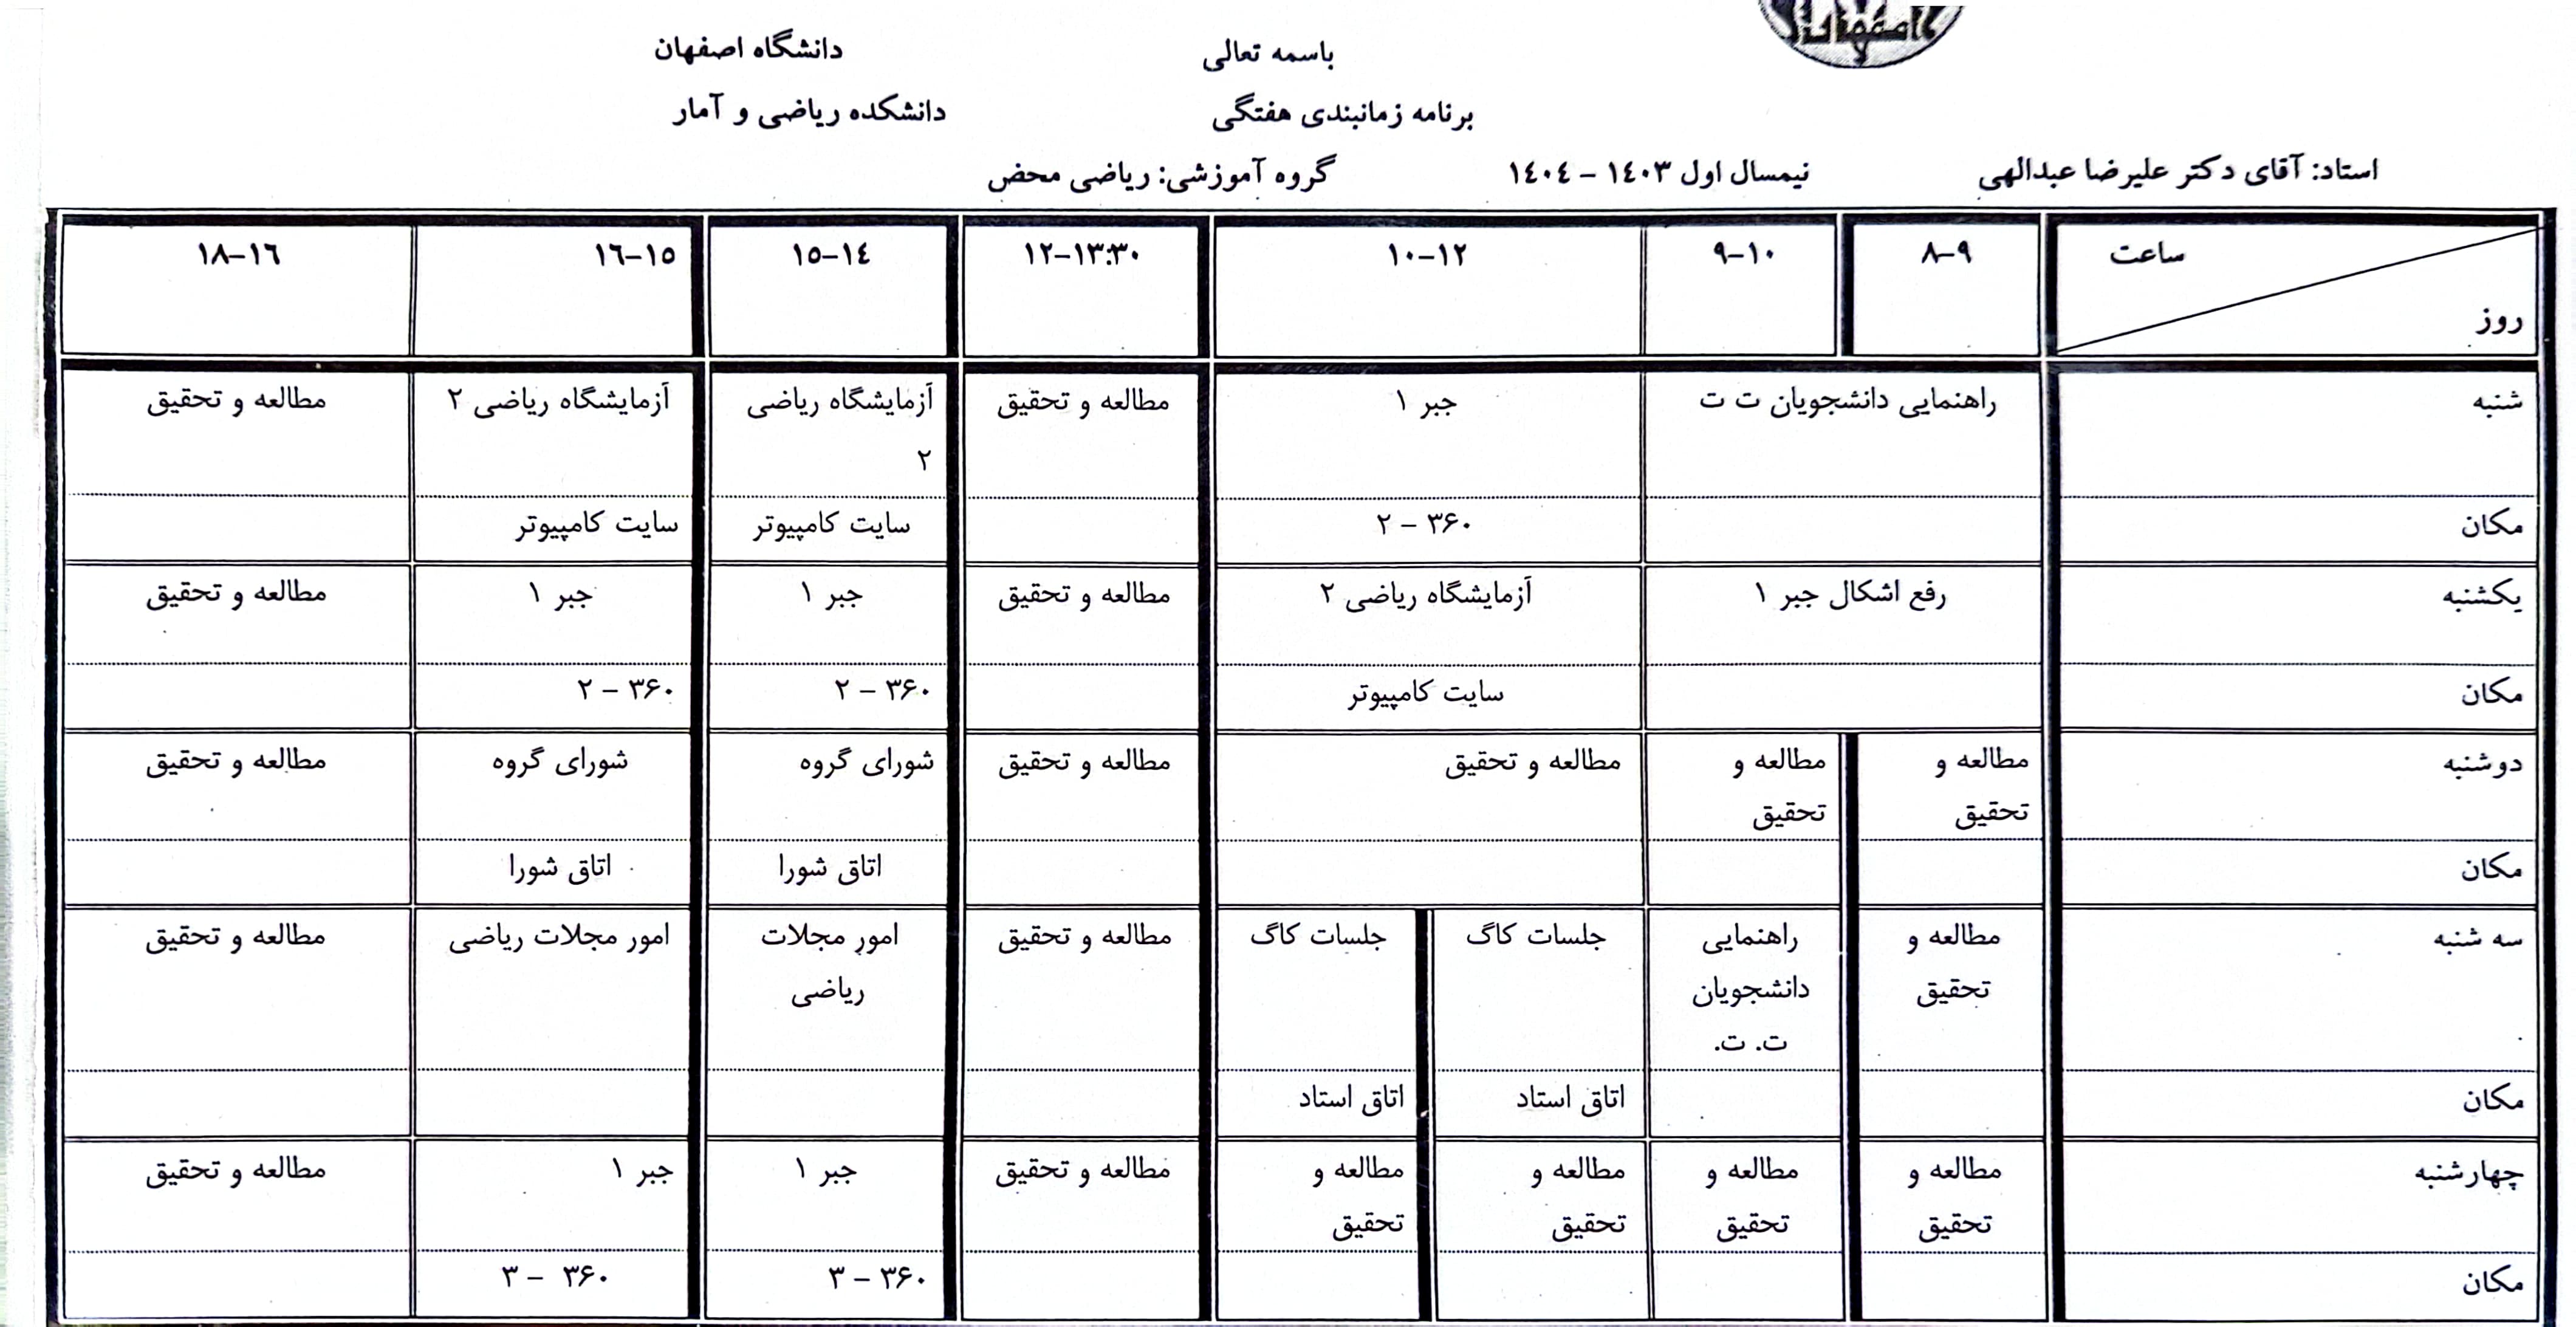 باسمه تعالی
دانشگاه اصفهان
برنامه زمانبندی هفتگی
دانشکده ریاضی و آمار
استاد: آقای دکتر علیرضا عبدالهی نیمسال اول ۱۴۰۳ – ۱۴۰۴ گروه آموزشی: ریاضی محض
ساعت ۸–۹ ۹–۱۰ ۱۰–۱۲ ۱۲–۱۳:۳۰ ۱۴–۱۵ ۱۵–۱۶ ۱۶–۱۸
روز
شنبه راهنمایی دانشجویان ت ت جبر ۱ مطالعه و تحقیق آزمایشگاه ریاضی آزمایشگاه ریاضی ۲ مطالعه و تحقیق
۲
مکان ۳۶۰ – ۲ سایت کامپیوتر سایت کامپیوتر
یکشنبه رفع اشکال جبر ۱ آزمایشگاه ریاضی ۲ مطالعه و تحقیق جبر ۱ جبر ۱ مطالعه و تحقیق
مکان سایت کامپیوتر ۳۶۰ – ۲ ۳۶۰ – ۲
دوشنبه مطالعه و مطالعه و مطالعه و تحقیق مطالعه و تحقیق شورای گروه شورای گروه مطالعه و تحقیق
تحقیق تحقیق
مکان اتاق شورا اتاق شورا
سه شنبه مطالعه و راهنمایی جلسات کاگ جلسات کاگ مطالعه و تحقیق امور مجلات امور مجلات ریاضی مطالعه و تحقیق
تحقیق دانشجویان ریاضی
ت. ت.
مکان اتاق استاد اتاق استاد
چهارشنبه مطالعه و مطالعه و مطالعه و مطالعه و مطالعه و تحقیق جبر ۱ جبر ۱ مطالعه و تحقیق
تحقیق تحقیق تحقیق تحقیق
مکان ۳۶۰ – ۳ ۳۶۰ – ۳